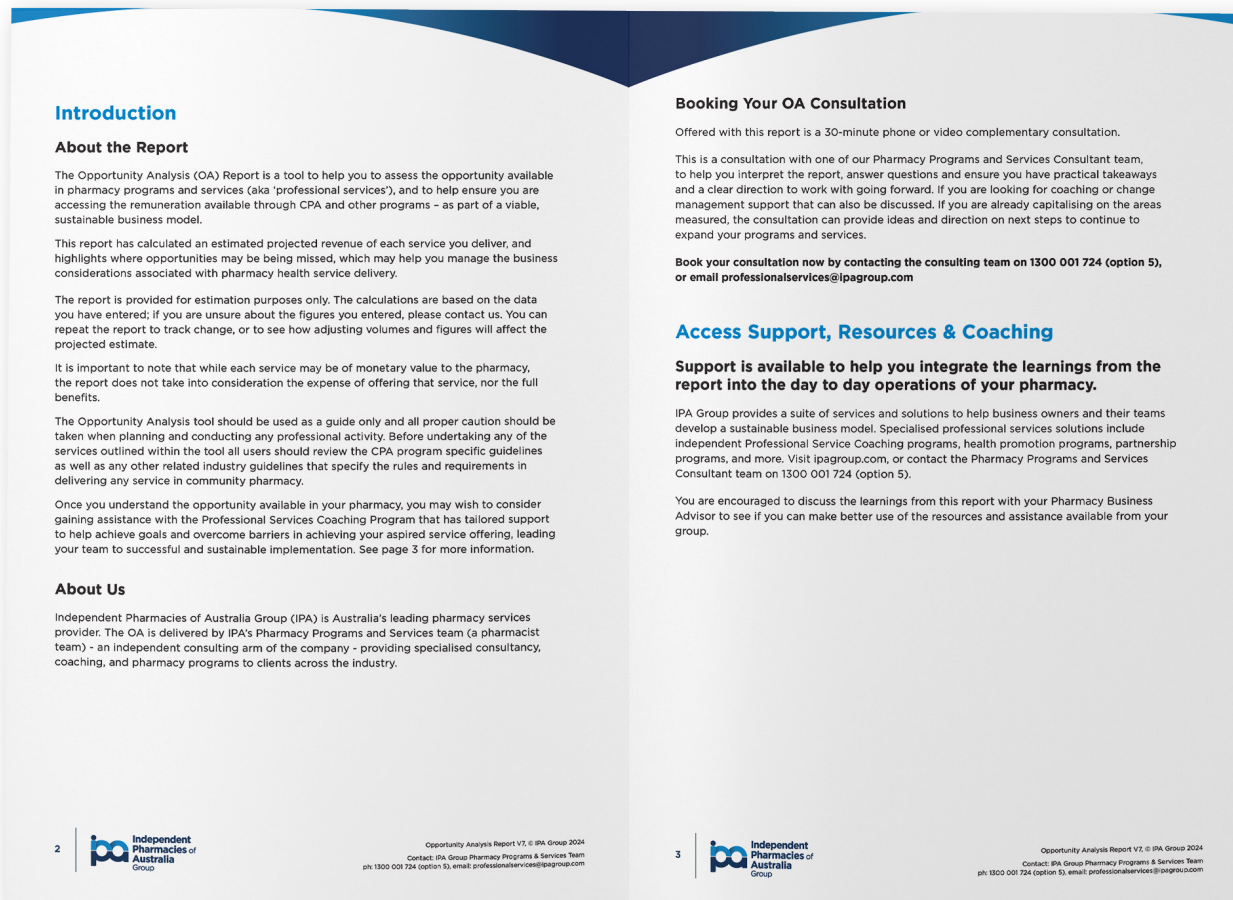 Introduction
About the Report
The Opportunity Analysis (OA) Report is a tool to help you to assess the opportunity available
in pharmacy programs and services (aka ‘professional services’), and to help ensure you are
accessing the remuneration available through CPA and other programs – as part of a viable,
sustainable business model.
This report has calculated an estimated projected revenue of each service you deliver, and
highlights where opportunities may be being missed, which may help you manage the business
considerations associated with pharmacy health service delivery.
The report is provided for estimation purposes only. The calculations are based on the data
you have entered; if you are unsure about the figures you entered, please contact us. You can
repeat the report to track change, or to see how adjusting volumes and figures will affect the
projected estimate.
It is important to note that while each service may be of monetary value to the pharmacy,
the report does not take into consideration the expense of offering that service, nor the full
benefits.
The Opportunity Analysis tool should be used as a guide only and all proper caution should be
taken when planning and conducting any professional activity. Before undertaking any of the
services outlined within the tool all users should review the CPA program specific guidelines
as well as any other related industry guidelines that specify the rules and requirements in
delivering any service in community pharmacy.
Once you understand the opportunity available in your pharmacy, you may wish to consider
gaining assistance with the Professional Services Coaching Program that has tailored support
to help achieve goals and overcome barriers in achieving your aspired service offering, leading
your team to successful and sustainable implementation. See page 3 for more information.
About Us
Independent Pharmacies of Australia Group (IPA) is Australia’s leading pharmacy services
provider. The OA is delivered by IPA’s Pharmacy Programs and Services team (a pharmacist
team) - an independent consulting arm of the company - providing specialised consultancy,
coaching, and pharmacy programs to clients across the industry.
2
ipa
Independent
Pharmacies of
Australia
Group
Opportunity Analysis Report V7, © IPA Group 2024
Contact: IPA Group Pharmacy Programs & Services Team
ph: 1300 001 724 (option 5), email: professionalservices@ipagroup.com
Booking Your OA Consultation
Offered with this report is a 30-minute phone or video complementary consultation.
This is a consultation with one of our Pharmacy Programs and Services Consultant team,
to help you interpret the report, answer questions and ensure you have practical takeaways
and a clear direction to work with going forward. If you are looking for coaching or change
management support that can also be discussed. If you are already capitalising on the areas
measured, the consultation can provide ideas and direction on next steps to continue to
expand your programs and services.
Book your consultation now by contacting the consulting team on 1300 001 724 (option 5),
or email professionalservices@ipagroup.com
Access Support, Resources & Coaching
Support is available to help you integrate the learnings from the
report into the day to day operations of your pharmacy.
IPA Group provides a suite of services and solutions to help business owners and their teams
develop a sustainable business model. Specialised professional services solutions include
independent Professional Service Coaching programs, health promotion programs, partnership
programs, and more. Visit ipagroup.com, or contact the Pharmacy Programs and Services
Consultant team on 1300 001 724 (option 5).
You are encouraged to discuss the learnings from this report with your Pharmacy Business
Advisor to see if you can make better use of the resources and assistance available from your
group.
3
ipa
Independent
Pharmacies of
Australia
Group
Opportunity Analysis Report V7, © IPA Group 2024
Contact: IPA Group Pharmacy Programs & Services Team
ph: 1300 001 724 (option 5), email: professionalservices@ipagroup.com